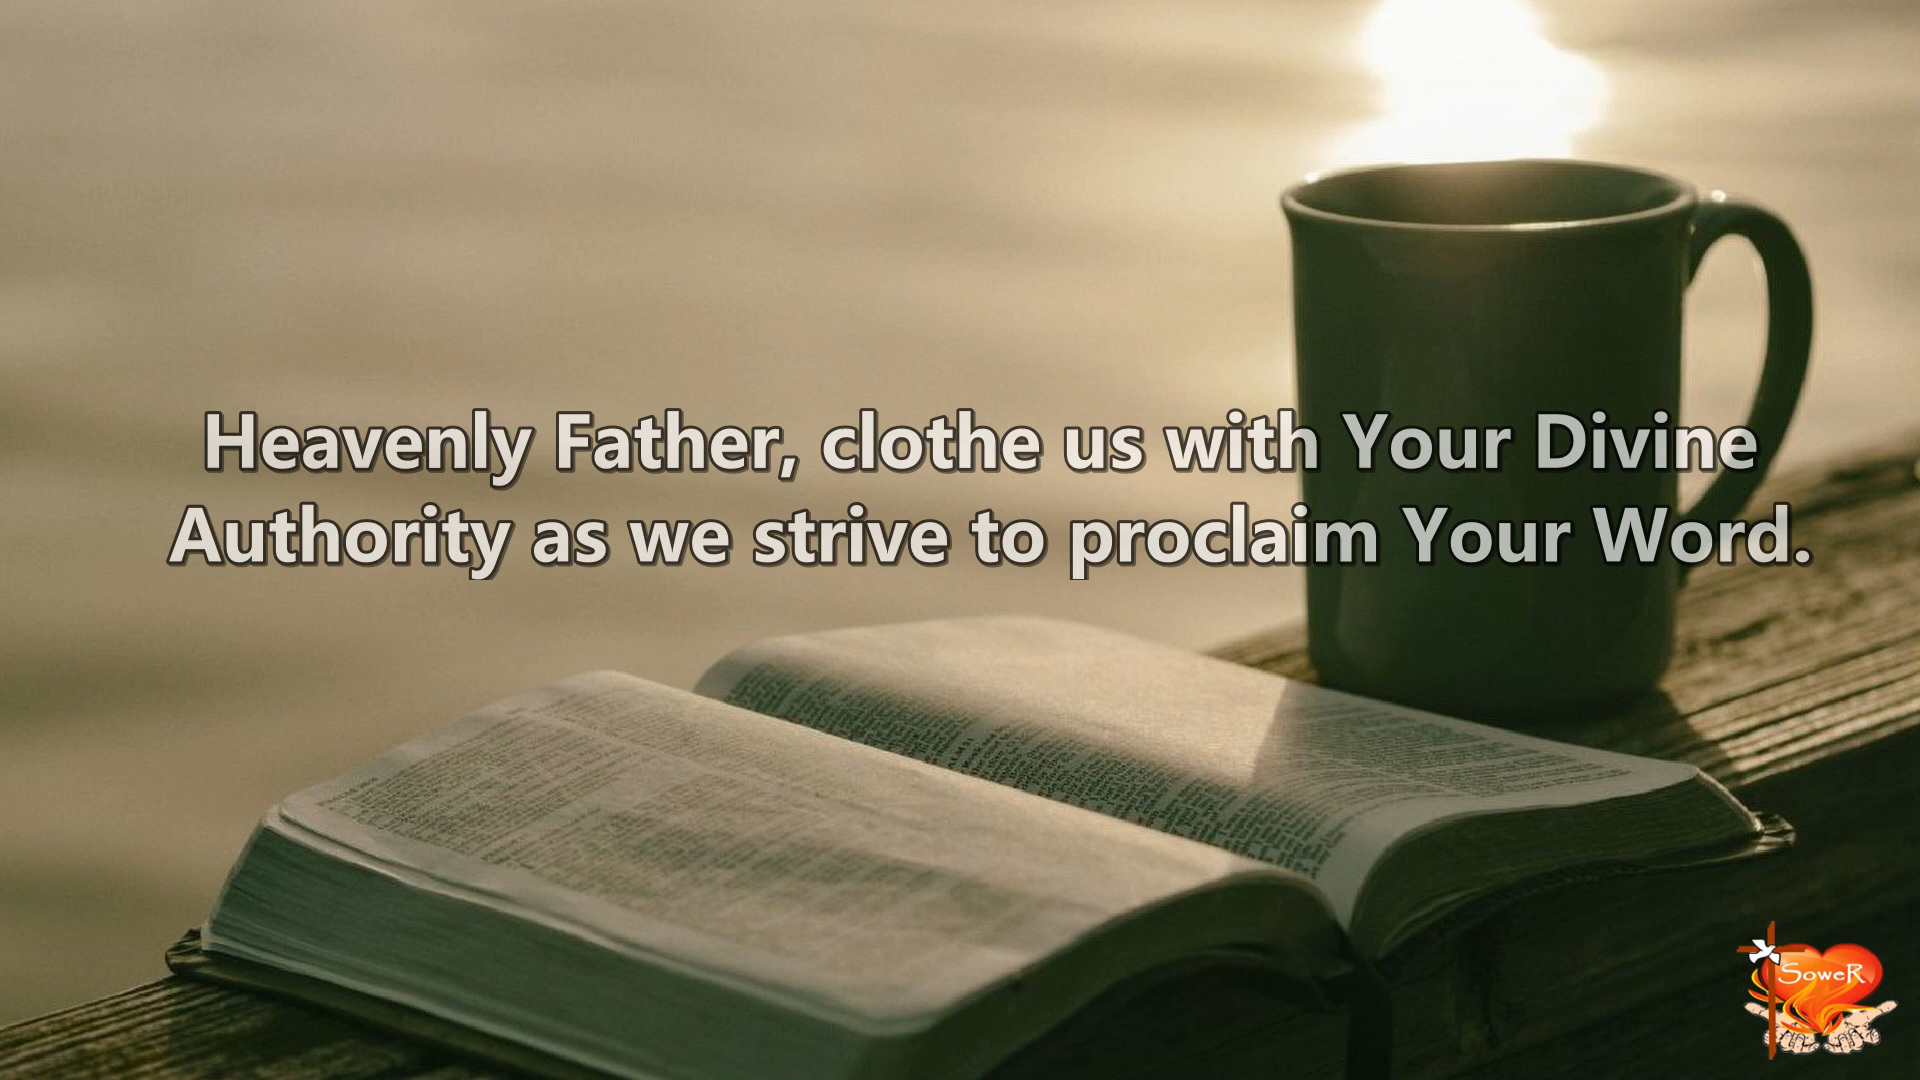 Heavenly Father, clothe us with Your Divine
Authority as we strive to proclaim Your Word.
SoweR